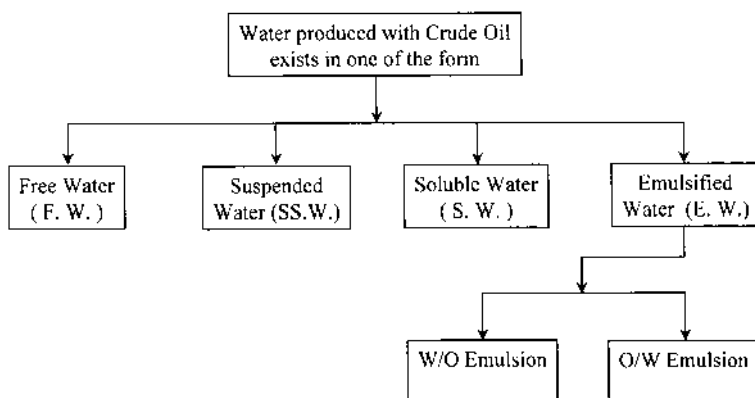 Water produced with Crude Oil
exists in one of the form
Free Water
( F. W. )
Suspended
Water (SS.W.)
Soluble Water
( S. W. )
Emulsified
Water (E. W.)
W/O Emulsion
O/W Emulsion